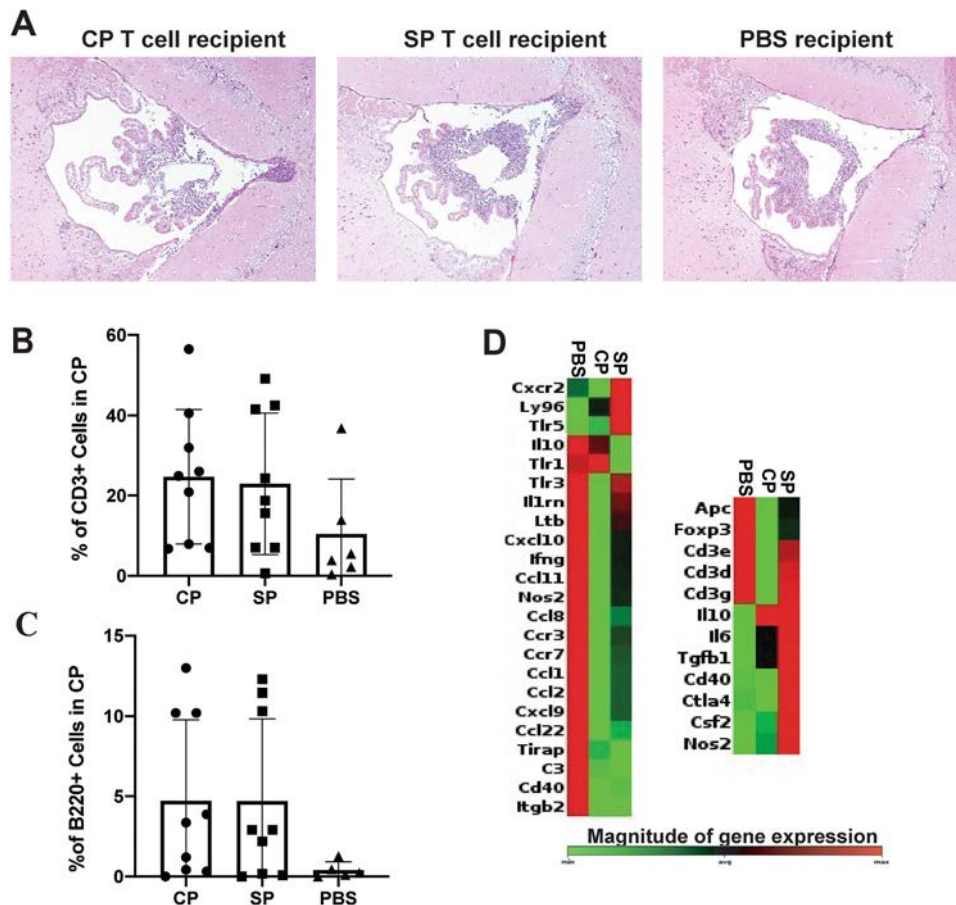 A
CP T cell recipient
SP T cell recipient
PBS recipient
B
% of CD3+ Cells in CP
60
40
20
0
CP
SP
PBS
C
%of B220+ Cells in CP
15
10
5
0
CP
SP
PBS
D
PBS
CP
SP
Cxcr2
Ly96
Tlr5
Il10
Tlr1
Tlr3
Il1rn
Ltb
Cxcl10
Ifng
Ccl11
Nos2
Ccl8
Ccr3
Ccr7
Ccl1
Ccl2
Cxcl9
Ccl22
Tirap
C3
Cd40
Itgb2
PBS
CP
SP
Apc
Foxp3
Cd3e
Cd3d
Cd3g
Il10
Il6
Tgfb1
Cd40
Ctla4
Csf2
Nos2
Magnitude of gene expression
min
avg
max